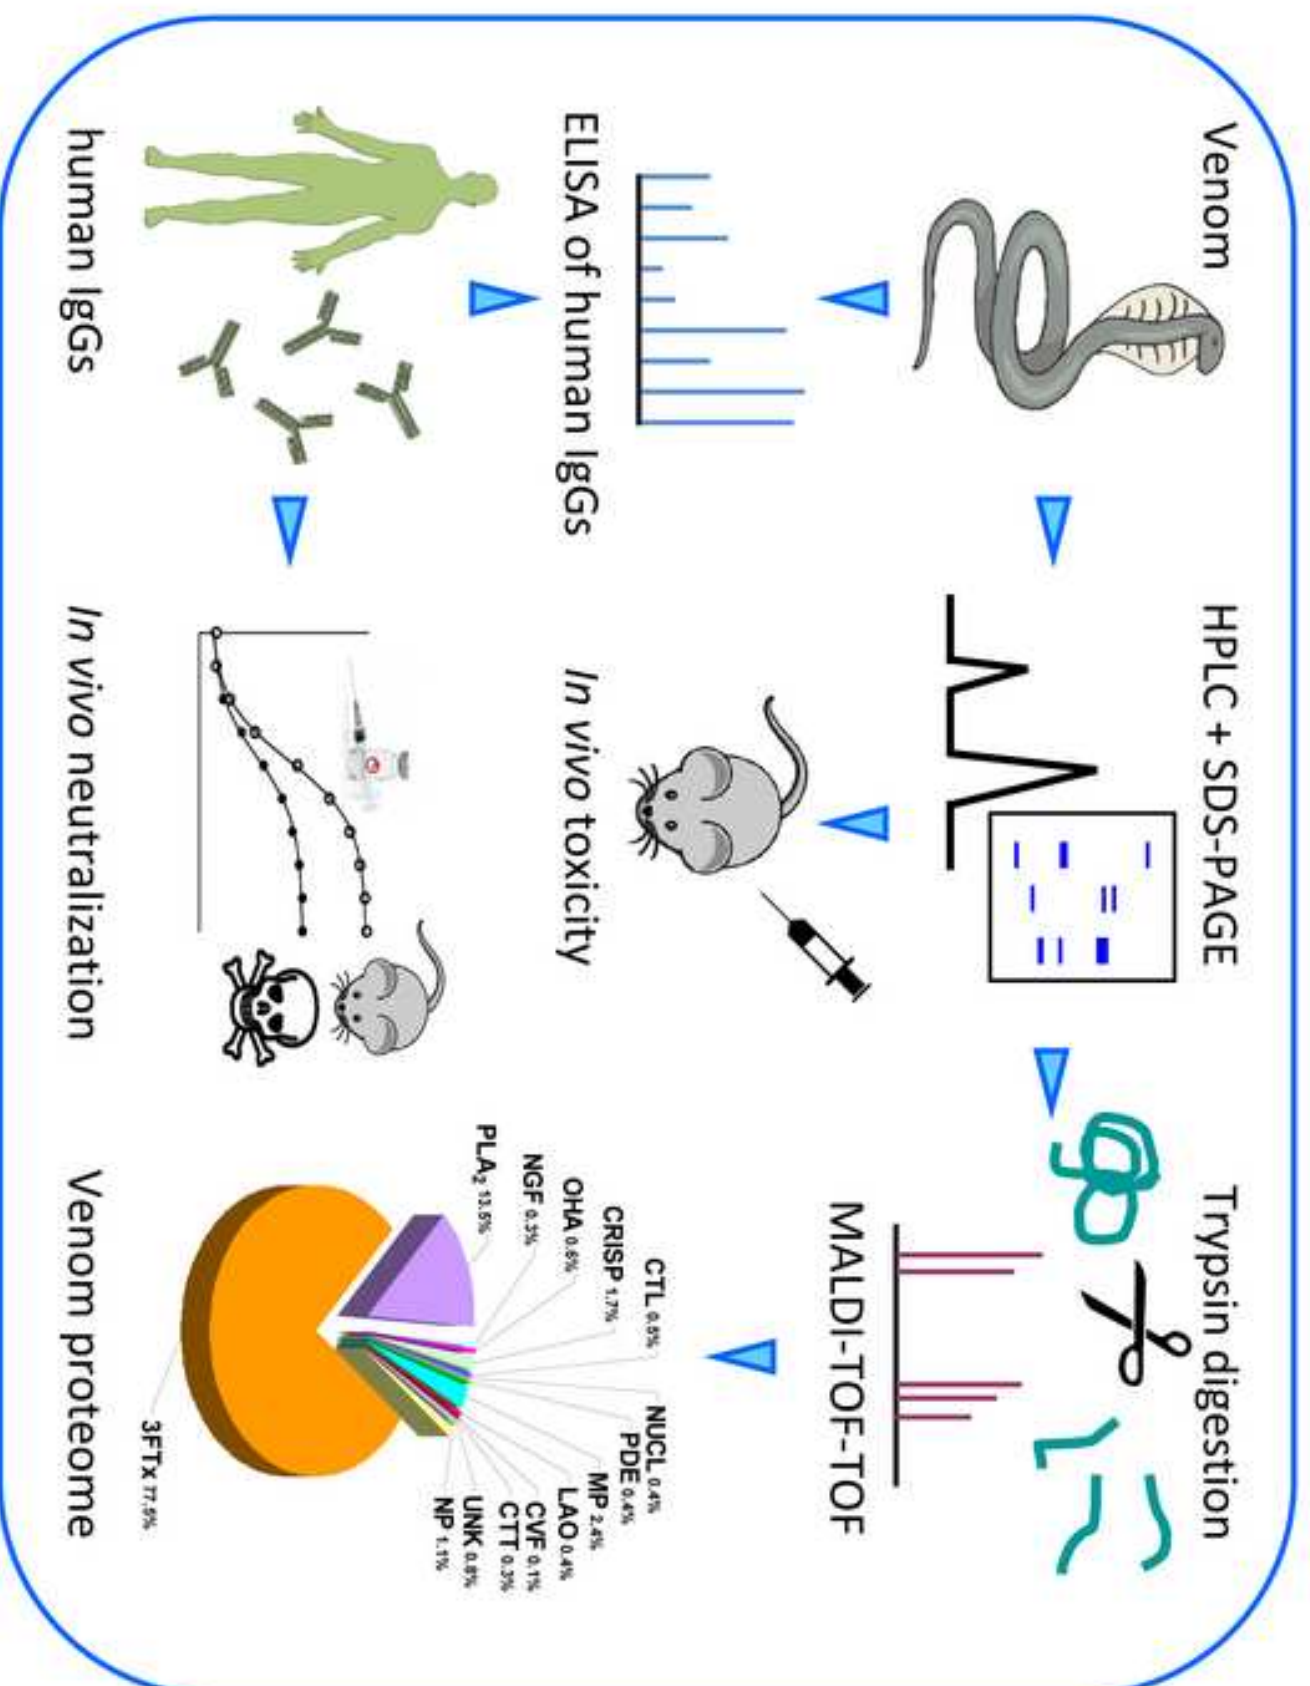 Venom
HPLC + SDS-PAGE
Trypsin digestion
ELISA of human IgGs
In vivo toxicity
MALDI-TOF-TOF
CTL 0.5%
CRISP 1.7%
OHA 0.6%
NGF 0.3%
PLA₂ 13.5%
NUCL 0.4%
PDE 0.4%
MP 2.4%
LAO 0.4%
CVF 0.1%
CTT 0.3%
UNK 0.8%
NP 1.1%
3FTx 77.5%
human IgGs
In vivo neutralization
Venom proteome